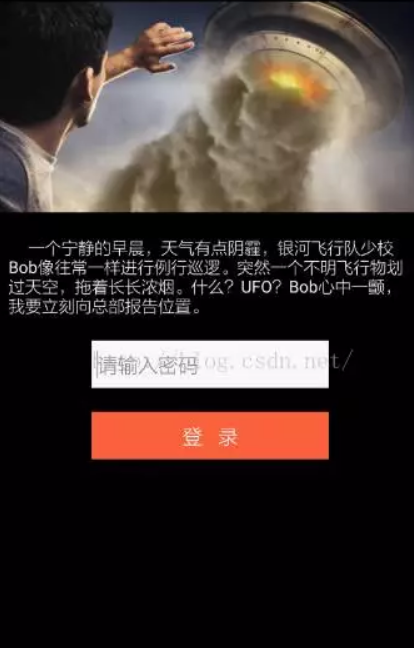 一个宁静的早晨，天气有点阴霾，银河飞行队少校
Bob像往常一样进行例行巡逻。突然一个不明飞行物划
过天空，拖着长长浓烟。什么？UFO？Bob心中一颤，
我要立刻向总部报告位置。
请输入密码
http://blog.csdn.net/
登 录